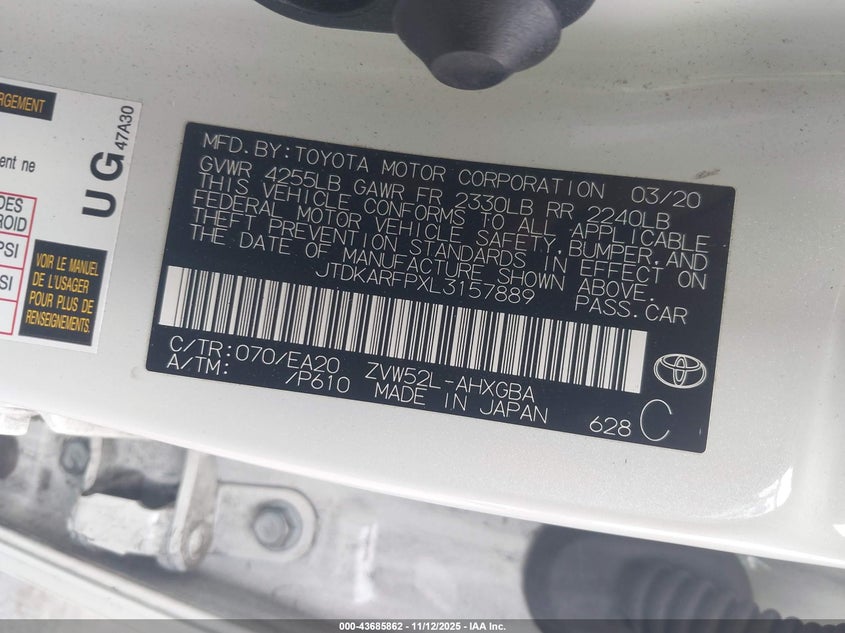 RGEMENT
ent ne
DES
ROID
PSI
SI
UG 47A30
VOIR LE MANUEL
DE L'USAGER
POUR PLUS DE
RENSEIGNEMENTS.
MFD.BY:TOYOTA MOTOR CORPORATION 03/20
GVWR 4255LB GAWR FR 2330LB RR 2240LB
THIS VEHICLE CONFORMS TO ALL APPLICABLE
FEDERAL MOTOR VEHICLE SAFETY, BUMPER, AND
THEFT PREVENTION STANDARDS IN EFFECT ON
THE DATE OF MANUFACTURE SHOWN ABOVE.
JTDKARFPXL3157889 PASS.CAR
C/TR:070/EA20 ZVW52L-AHXGBA
A/TM: /P610 MADE IN JAPAN
628 C
000-43685862 - 11/12/2025 - IAA Inc.